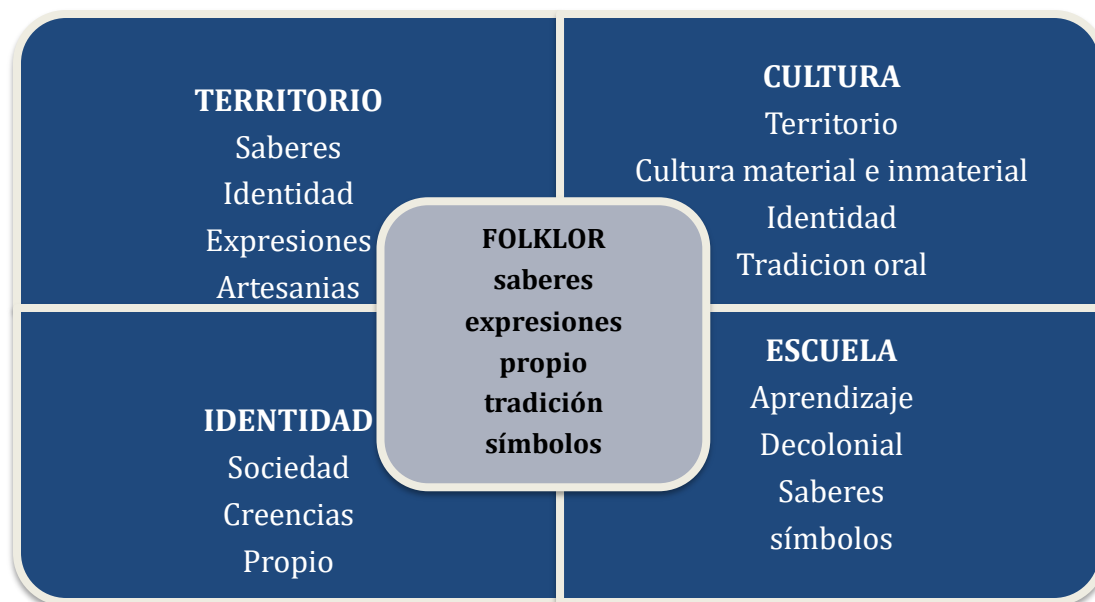 TERRITORIO
Saberes
Identidad
Expresiones
Artesanias
CULTURA
Territorio
Cultura material e inmaterial
Identidad
Tradicion oral
FOLKLOR
saberes
expresiones
propio
tradición
símbolos
IDENTIDAD
Sociedad
Creencias
Propio
ESCUELA
Aprendizaje
Decolonial
Saberes
símbolos